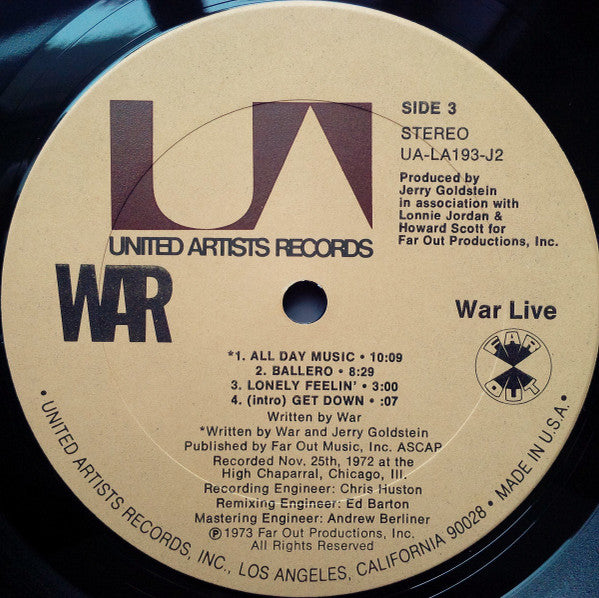 UA
UNITED ARTISTS RECORDS
WAR
SIDE 3
STEREO
UA-LA193-J2
Produced by
Jerry Goldstein
in association with
Lonnie Jordan &
Howard Scott for
Far Out Productions, Inc.
War Live
FAR
OUT
*1. ALL DAY MUSIC • 10:09
2. BALLERO • 8:29
3. LONELY FEELIN' • 3:00
4. (intro) GET DOWN • :07
Written by War
*Written by War and Jerry Goldstein
Published by Far Out Music, Inc. ASCAP
Recorded Nov. 25th, 1972 at the
High Chaparral, Chicago, Ill.
Recording Engineer: Chris Huston
Remixing Engineer: Ed Barton
Mastering Engineer: Andrew Berliner
℗ 1973 Far Out Productions, Inc.
All Rights Reserved
• UNITED ARTISTS RECORDS, INC., LOS ANGELES, CALIFORNIA 90028 • MADE IN U.S.A. •